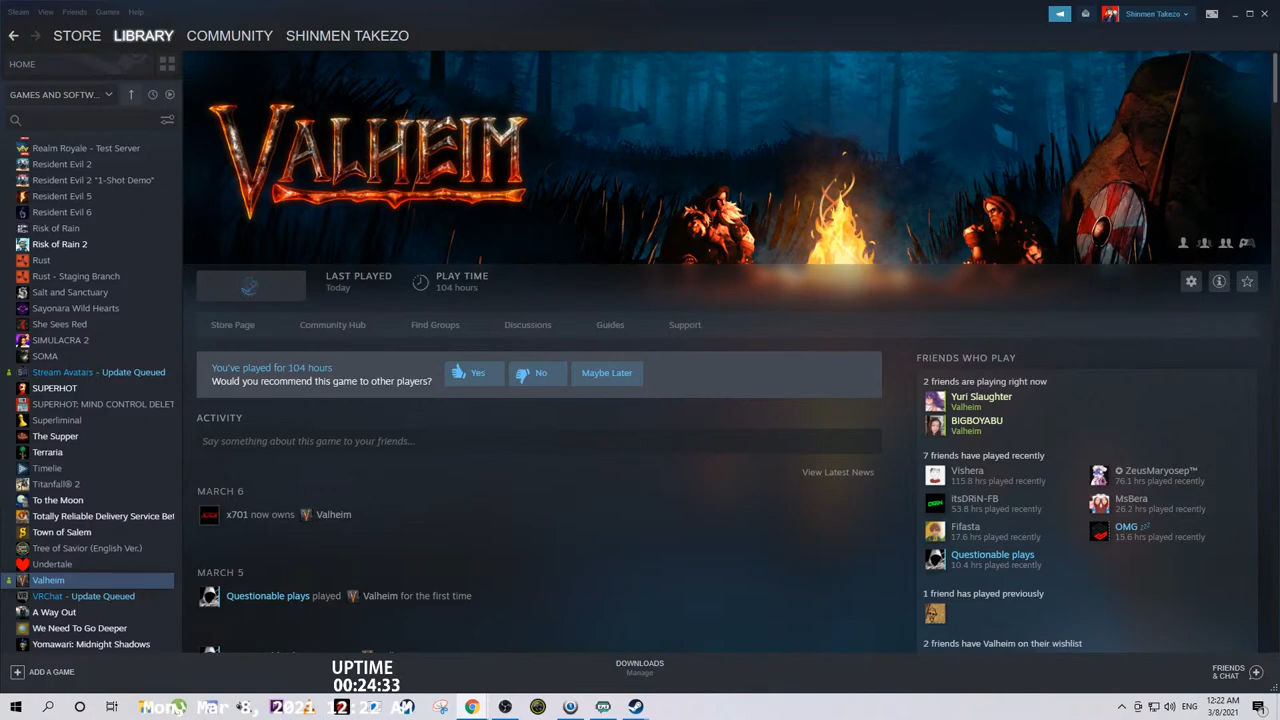 Steam View Friends Games Help
Shinmen Takezo
STORE LIBRARY COMMUNITY SHINMEN TAKEZO
HOME
GAMES AND SOFTW...
Realm Royale - Test Server
Resident Evil 2
Resident Evil 2 "1-Shot Demo"
Resident Evil 5
Resident Evil 6
Risk of Rain
Risk of Rain 2
Rust
Rust - Staging Branch
Salt and Sanctuary
Sayonara Wild Hearts
She Sees Red
SIMULACRA 2
SOMA
Stream Avatars - Update Queued
SUPERHOT
SUPERHOT: MIND CONTROL DELET
Superliminal
The Supper
Terraria
Timelie
Titanfall® 2
To the Moon
Totally Reliable Delivery Service Bet
Town of Salem
Tree of Savior (English Ver.)
Undertale
Valheim
VRChat - Update Queued
A Way Out
We Need To Go Deeper
Yomawari: Midnight Shadows
ADD A GAME
VALHEIM
LAST PLAYED
Today
PLAY TIME
104 hours
Store Page Community Hub Find Groups Discussions Guides Support
You've played for 104 hours
Would you recommend this game to other players?
Yes No Maybe Later
ACTIVITY
Say something about this game to your friends...
View Latest News
MARCH 6
x701 now owns Valheim
MARCH 5
Questionable plays played Valheim for the first time
FRIENDS WHO PLAY
2 friends are playing right now
Yuri Slaughter
Valheim
BIGBOYABU
Valheim
7 friends have played recently
Vishera
115.8 hrs played recently
✪ ZeusMaryosep™
76.1 hrs played recently
itsDRiN-FB
53.8 hrs played recently
MsBera
26.2 hrs played recently
Fifasta
17.6 hrs played recently
OMG
15.6 hrs played recently
Questionable plays
10.4 hrs played recently
1 friend has played previously
2 friends have Valheim on their wishlist
UPTIME
00:24:33
DOWNLOADS
Manage
FRIENDS
& CHAT
Mon, Mar 8, 2021 12:22 AM
ENG
12:22 AM
3/8/2021